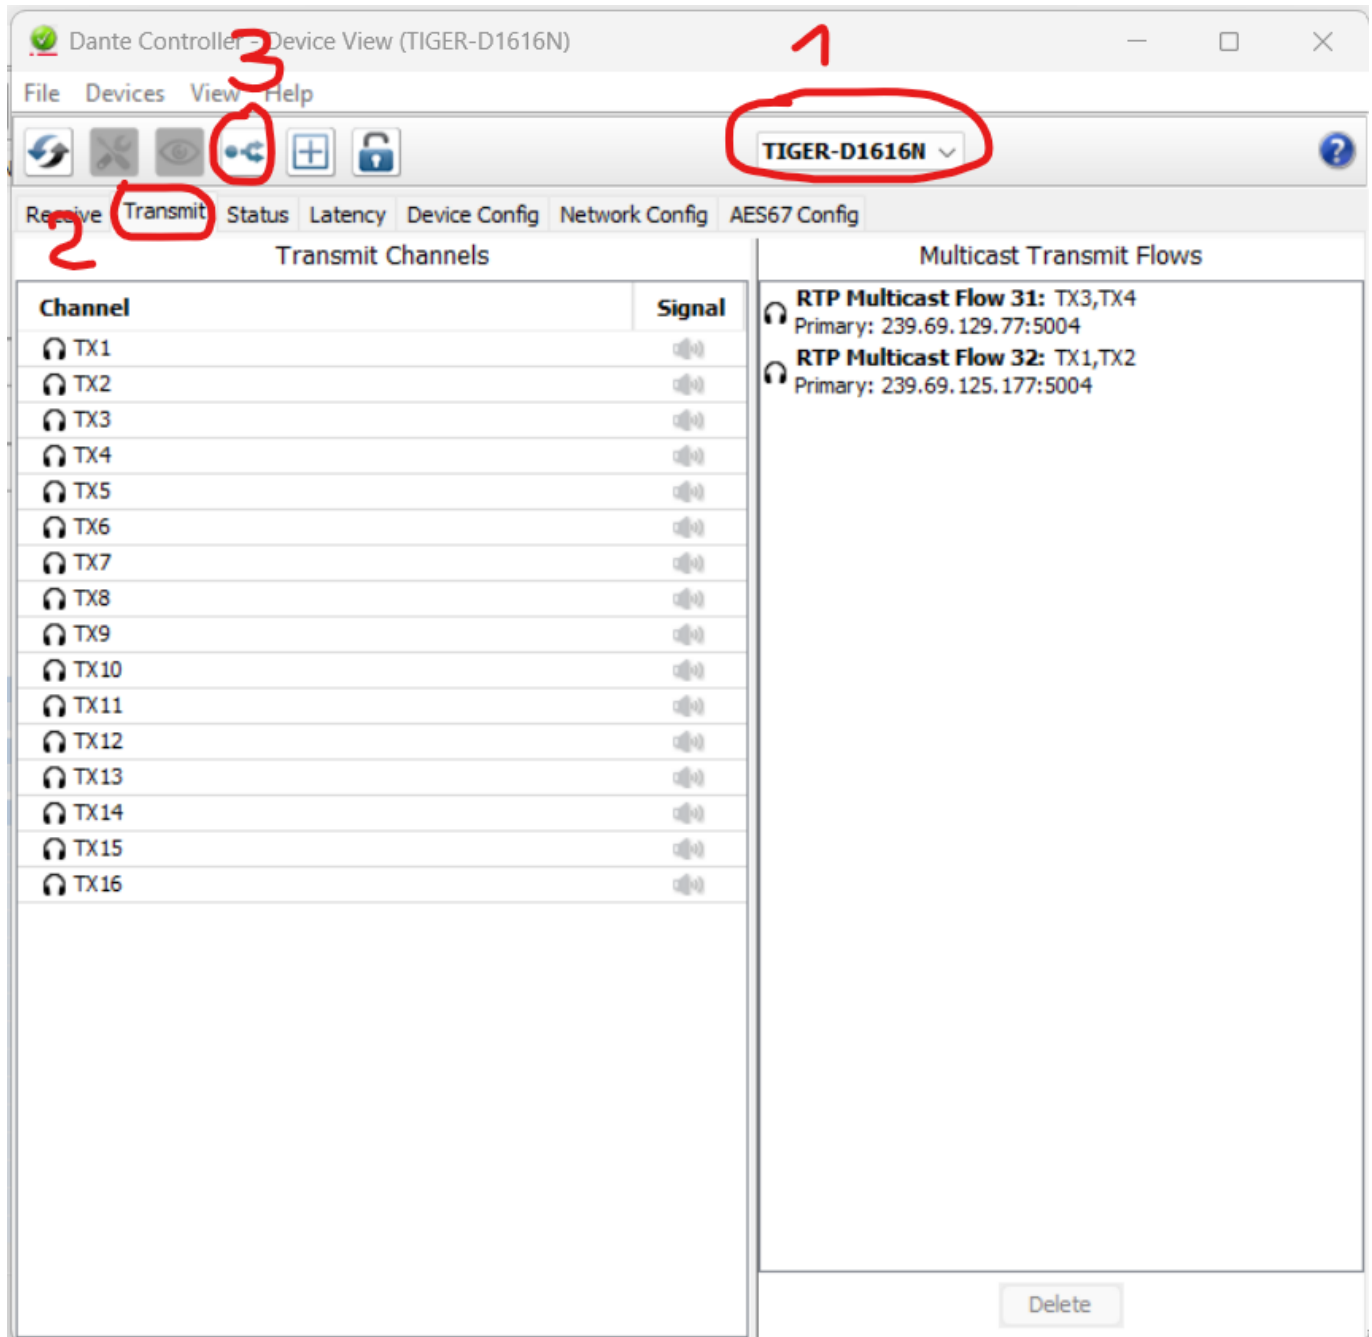 Dante Controller - Device View (TIGER-D1616N)
1
3
File Devices View Help
TIGER-D1616N
Receive Transmit Status Latency Device Config Network Config AES67 Config
2
Transmit Channels
Channel Signal
TX1
TX2
TX3
TX4
TX5
TX6
TX7
TX8
TX9
TX10
TX11
TX12
TX13
TX14
TX15
TX16
Multicast Transmit Flows
RTP Multicast Flow 31: TX3,TX4
Primary: 239.69.129.77:5004
RTP Multicast Flow 32: TX1,TX2
Primary: 239.69.125.177:5004
Delete